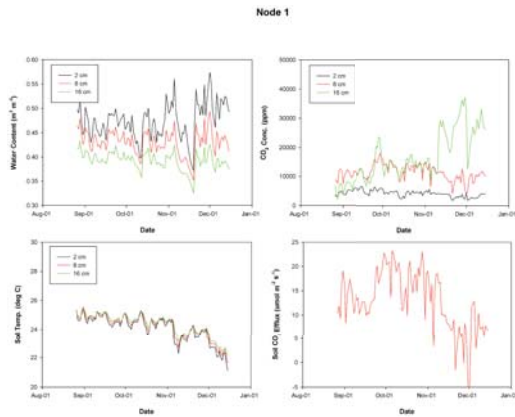 Node 1
0.60
0.55
0.50
0.45
0.40
0.35
0.30
Water Content (m³ m⁻³)
2 cm
8 cm
16 cm
Aug-01 Sep-01 Oct-01 Nov-01 Dec-01 Jan-01
Date
50000
40000
30000
20000
10000
0
CO₂ Conc. (ppm)
2 cm
8 cm
16 cm
Aug-01 Sep-01 Oct-01 Nov-01 Dec-01 Jan-01
Date
30
28
26
24
22
20
Soil Temp. (deg C)
2 cm
8 cm
16 cm
Aug-01 Sep-01 Oct-01 Nov-01 Dec-01 Jan-01
Date
25
20
15
10
5
0
-5
Soil CO Efflux (umol m⁻² s⁻¹)
Aug-01 Sep-01 Oct-01 Nov-01 Dec-01 Jan-01
Date